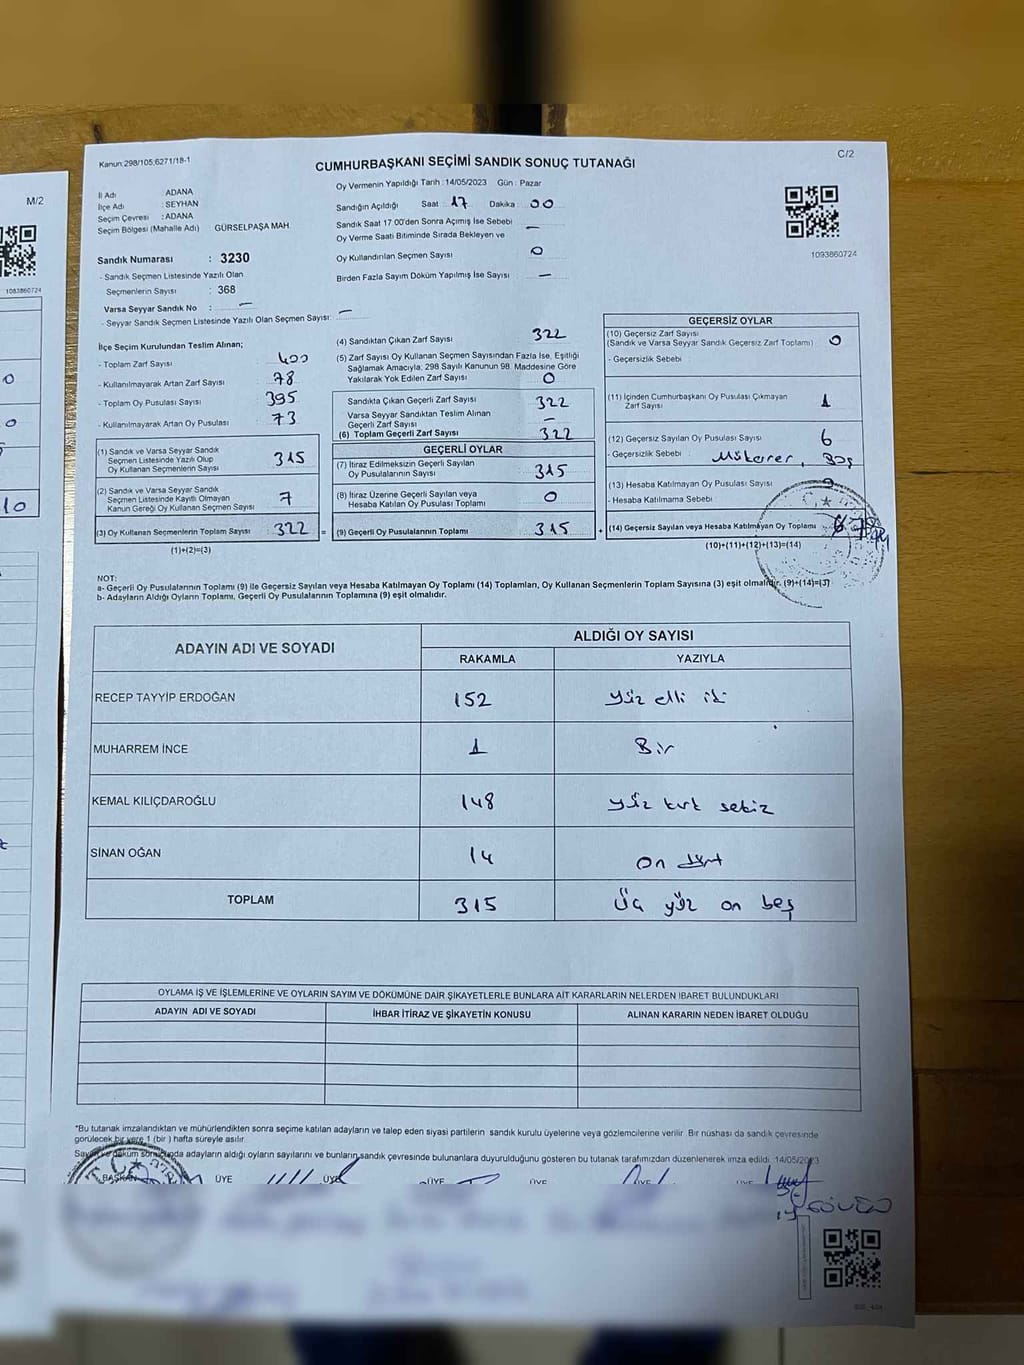 Kanun:298/105,6271/18-1
C/2
CUMHURBAŞKANI SEÇİMİ SANDIK SONUÇ TUTANAĞI
M/2
İl Adı : ADANA
İlçe Adı : SEYHAN
Seçim Çevresi : ADANA
Seçim Bölgesi (Mahalle Adı) GÜRSELPAŞA MAH.
Oy Vermenin Yapıldığı Tarih : 14/05/2023 Gün : Pazar
Sandığın Açıldığı Saat : 17 Dakika : 00
Sandık Saat 17:00'den Sonra Açılmış İse Sebebi —
Oy Verme Saati Bitiminde Sırada Bekleyen ve
Oy Kullandırılan Seçmen Sayısı 0
Birden Fazla Sayım Döküm Yapılmış İse Sayısı —
1093860724
Sandık Numarası : 3230
- Sandık Seçmen Listesinde Yazılı Olan
Seçmenlerin Sayısı : 368
Varsa Seyyar Sandık No : —
- Seyyar Sandık Seçmen Listesinde Yazılı Olan Seçmen Sayısı: —
İlçe Seçim Kurulundan Teslim Alınan;
- Toplam Zarf Sayısı 400
- Kullanılmayarak Artan Zarf Sayısı 78
- Toplam Oy Pusulası Sayısı 395
- Kullanılmayarak Artan Oy Pusulası 73
(4) Sandıktan Çıkan Zarf Sayısı 322
(5) Zarf Sayısı Oy Kullanan Seçmen Sayısından Fazla İse, Eşitliği
Sağlamak Amacıyla, 298 Sayılı Kanunun 98. Maddesine Göre
Yakılarak Yok Edilen Zarf Sayısı 0
Sandıkta Çıkan Geçerli Zarf Sayısı 322
Varsa Seyyar Sandıktan Teslim Alınan
Geçerli Zarf Sayısı —
(6) Toplam Geçerli Zarf Sayısı 322
GEÇERSİZ OYLAR
(10) Geçersiz Zarf Sayısı
(Sandık ve Varsa Seyyar Sandık Geçersiz Zarf Toplamı) 0
- Geçersizlik Sebebi
(11) İçinden Cumhurbaşkanı Oy Pusulası Çıkmayan
Zarf Sayısı 1
(12) Geçersiz Sayılan Oy Pusulası Sayısı 6
- Geçersizlik Sebebi Mükerrer, Boş
(13) Hesaba Katılmayan Oy Pusulası Sayısı 0
- Hesaba Katılmama Sebebi
(14) Geçersiz Sayılan veya Hesaba Katılmayan Oy Toplamı 7
(10)+(11)+(12)+(13)=(14)
(1) Sandık ve Varsa Seyyar Sandık
Seçmen Listesinde Yazılı Olup
Oy Kullanan Seçmenlerin Sayısı 315
(2) Sandık ve Varsa Seyyar Sandık
Seçmen Listesinde Kayıtlı Olmayan
Kanun Gereği Oy Kullanan Seçmen Sayısı 7
(3) Oy Kullanan Seçmenlerin Toplam Sayısı 322 =
(1)+(2)=(3)
GEÇERLİ OYLAR
(7) İtiraz Edilmeksizin Geçerli Sayılan
Oy Pusulalarının Sayısı 315
(8) İtiraz Üzerine Geçerli Sayılan veya
Hesaba Katılan Oy Pusulası Toplamı 0
(9) Geçerli Oy Pusulalarının Toplamı 315 +
NOT:
a- Geçerli Oy Pusulalarının Toplamı (9) ile Geçersiz Sayılan veya Hesaba Katılmayan Oy Toplamı (14) Toplamları, Oy Kullanan Seçmenlerin Toplam Sayısına (3) eşit olmalıdır. (9)+(14)=(3)
b- Adayların Aldığı Oyların Toplamı, Geçerli Oy Pusulalarının Toplamına (9) eşit olmalıdır.
ADAYIN ADI VE SOYADI
ALDIĞI OY SAYISI
RAKAMLA YAZIYLA
RECEP TAYYİP ERDOĞAN 152 yüz elli iki
MUHARREM İNCE 1 Bir
KEMAL KILIÇDAROĞLU 148 yüz kırk sekiz
SİNAN OĞAN 14 on dört
TOPLAM 315 Üç yüz on beş
OYLAMA İŞ VE İŞLEMLERİNE VE OYLARIN SAYIM VE DÖKÜMÜNE DAİR ŞİKAYETLERLE BUNLARA AİT KARARLARIN NELERDEN İBARET BULUNDUKLARI
ADAYIN ADI VE SOYADI İHBAR İTİRAZ VE ŞİKAYETİN KONUSU ALINAN KARARIN NEDEN İBARET OLDUĞU
*Bu tutanak imzalandıktan ve mühürlendikten sonra seçime katılan adayların ve talep eden siyasi partilerin sandık kurulu üyelerine veya gözlemcilerine verilir. Bir nüshası da sandık çevresinde
görülecek bir yere 1 (bir) hafta süreyle asılır.
Sayım ve döküm sonucunda adayların aldığı oyların sayılarını ve bunların sandık çevresinde bulunanlara duyurulduğunu gösteren bu tutanak tarafımızdan düzenlenerek imza edildi. 14/05/2023
BAŞKAN ÜYE ÜYE ÜYE ÜYE ÜYE